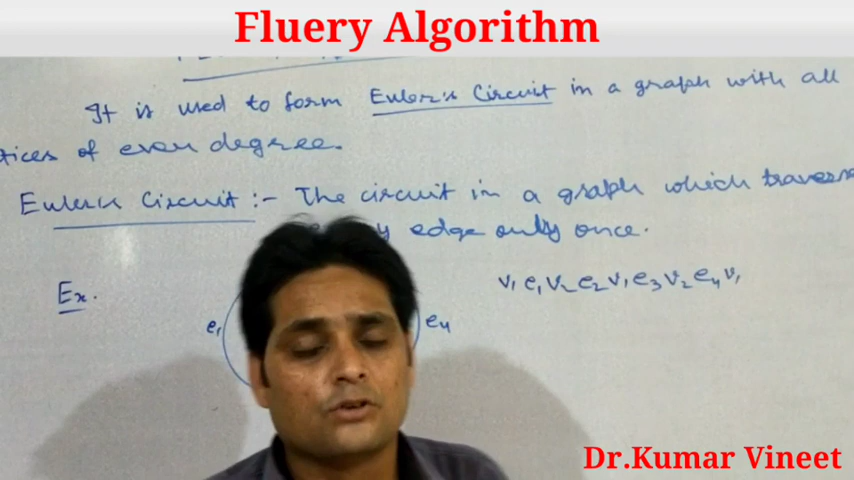 Fluery Algorithm
It is used to form Euler's Circuit in a graph with all
tices of even degree.
Euler's Circuit :- The circuit in a graph which traverse
y edge only once.
Ex.
v₁ e₁ v₂ e₂ v₁ e₃ v₂ e₄ v₁
e₁
e₄
Dr.Kumar Vineet